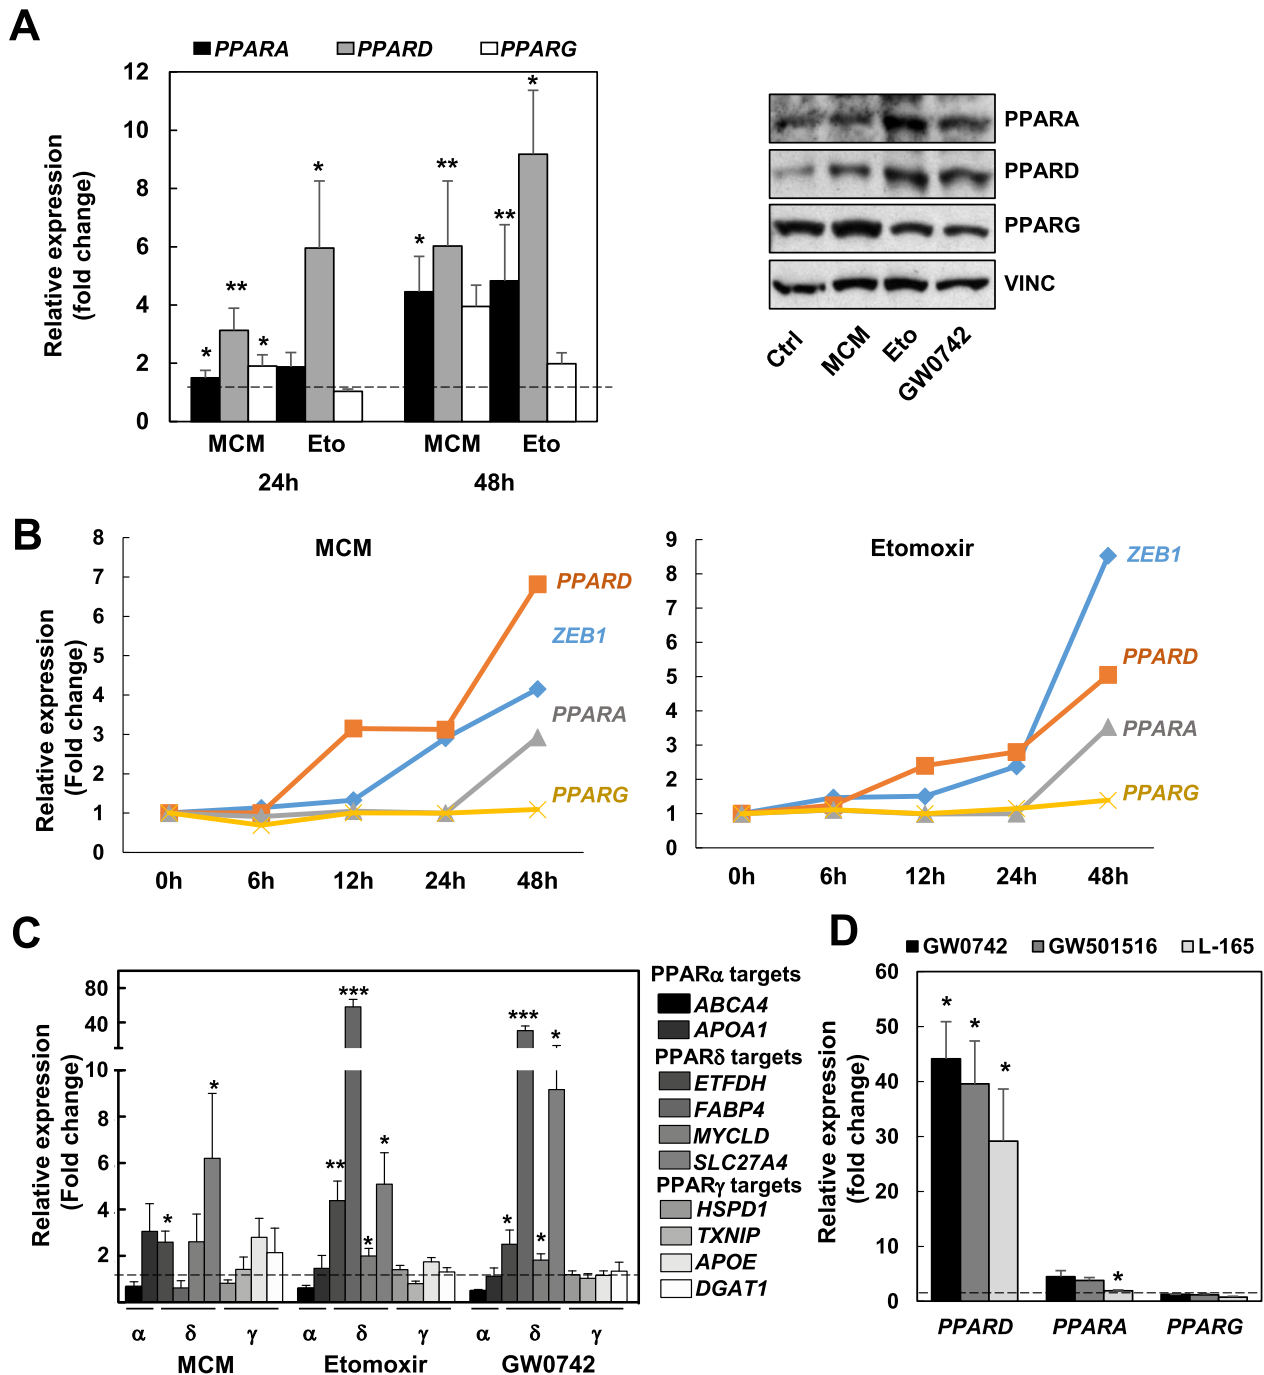 A
PPARA PPARD PPARG
Relative expression
(fold change)
12
10
8
6
4
2
0
* ** * * * ** ** *
MCM Eto MCM Eto
24h 48h
PPARA
PPARD
PPARG
VINC
Ctrl MCM Eto GW0742
B
MCM
Relative expression
(Fold change)
8
7
6
5
4
3
2
1
0
PPARD
ZEB1
PPARA
PPARG
0h 6h 12h 24h 48h
Etomoxir
9
8
7
6
5
4
3
2
1
0
ZEB1
PPARD
PPARA
PPARG
0h 6h 12h 24h 48h
C
Relative expression
(Fold change)
80
40
10
8
6
4
2
* * ** *** * * * *** * *
α δ γ α δ γ α δ γ
MCM Etomoxir GW0742
PPARα targets
ABCA4
APOA1
PPARδ targets
ETFDH
FABP4
MYCLD
SLC27A4
PPARγ targets
HSPD1
TXNIP
APOE
DGAT1
D
GW0742 GW501516 L-165
Relative expression
(fold change)
60
50
40
30
20
10
0
* * * *
PPARD PPARA PPARG